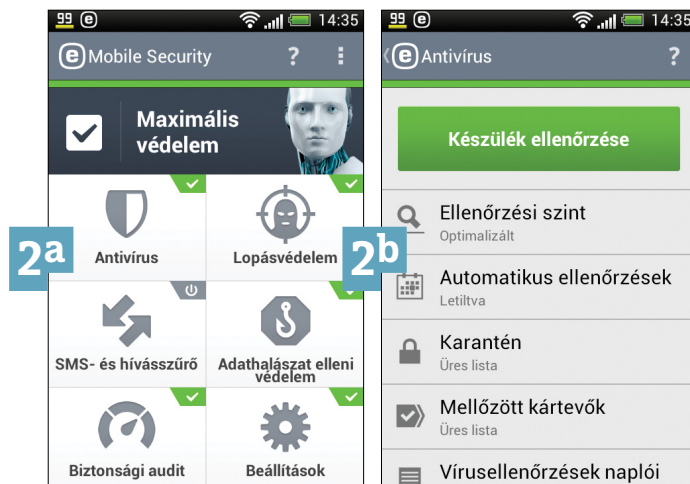 99 e 14:35
e Mobile Security ?
Maximális
védelem
2a
Antivírus
Lopásvédelem
SMS- és hívásszűrő
Adathalászat elleni
védelem
Biztonsági audit
Beállítások
99 e 14:35
e Antivírus ?
Készülék ellenőrzése
2b
Ellenőrzési szint
Optimalizált
Automatikus ellenőrzések
Letiltva
Karantén
Üres lista
Mellőzött kártevők
Üres lista
Vírusellenőrzések naplói